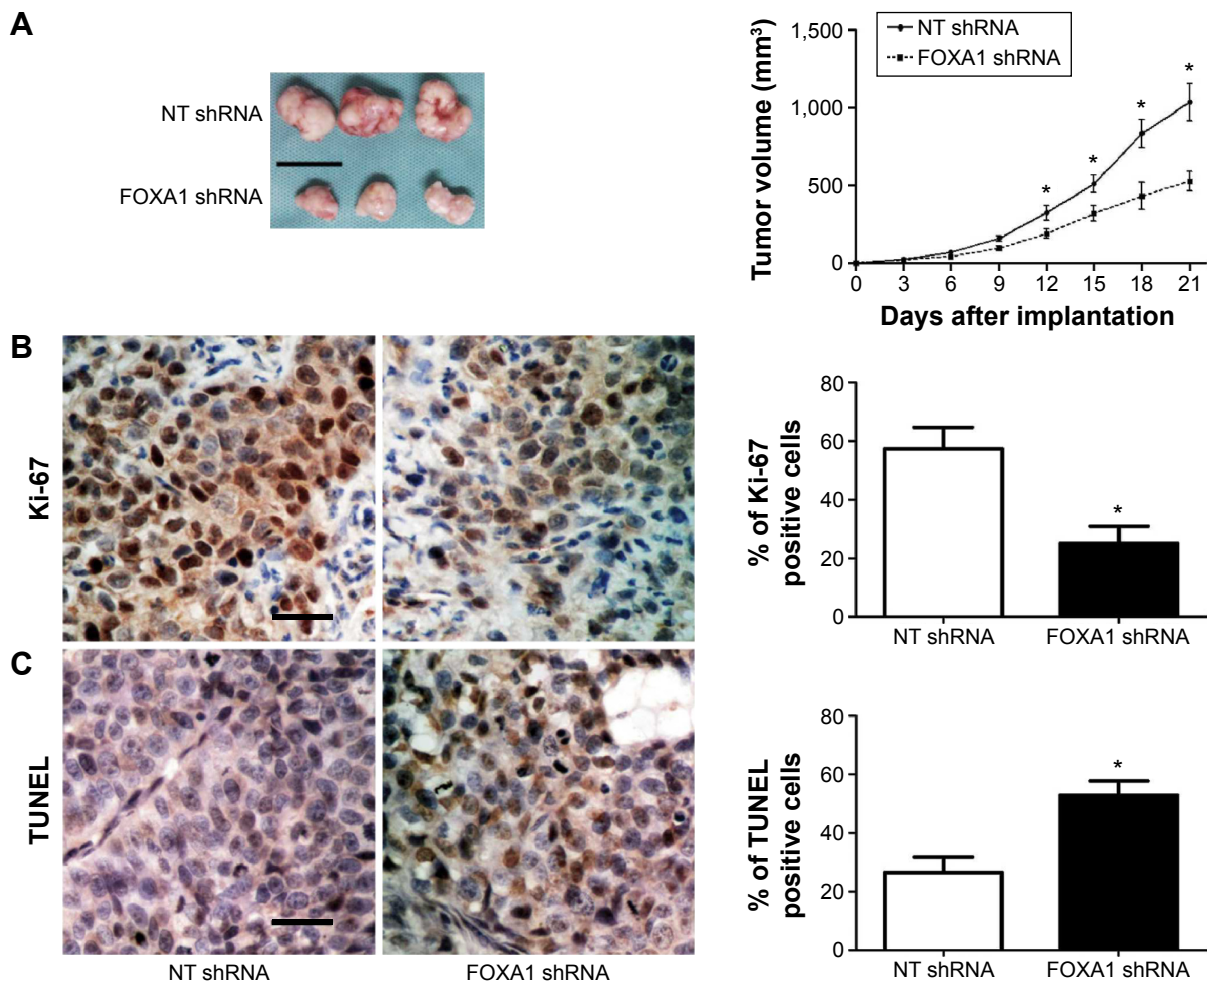 A
NT shRNA
FOXA1 shRNA
Tumor volume (mm³)
1,500
1,000
500
0
NT shRNA
FOXA1 shRNA
*
*
*
*
0 3 6 9 12 15 18 21
Days after implantation
B
Ki-67
% of Ki-67
positive cells
80
60
40
20
0
*
NT shRNA
FOXA1 shRNA
C
TUNEL
NT shRNA
FOXA1 shRNA
% of TUNEL
positive cells
80
60
40
20
0
*
NT shRNA
FOXA1 shRNA